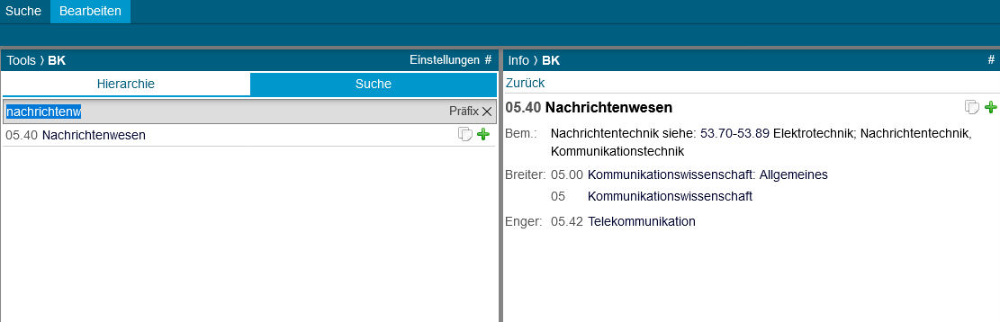 Suche Bearbeiten
Tools 〉 BK Einstellungen #
Hierarchie Suche
nachrichtenw Präfix ×
05.40 Nachrichtenwesen
Info 〉 BK #
Zurück
05.40 Nachrichtenwesen
Bem.: Nachrichtentechnik siehe: 53.70-53.89 Elektrotechnik; Nachrichtentechnik,
Kommunikationstechnik
Breiter: 05.00 Kommunikationswissenschaft: Allgemeines
05 Kommunikationswissenschaft
Enger: 05.42 Telekommunikation